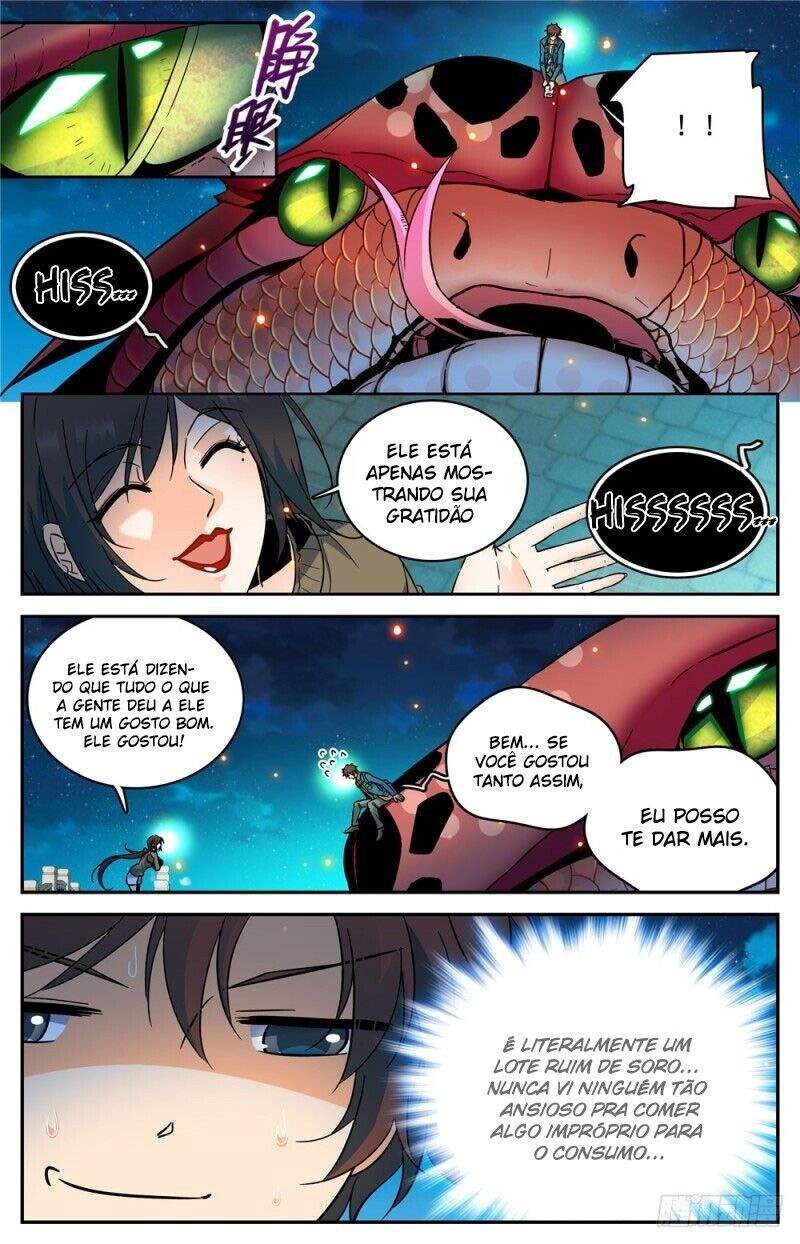 睁眼
！！
HISS...
ELE ESTÁ
APENAS MOS-
TRANDO SUA
GRATIDÃO
HISSSSSS...
ELE ESTÁ DIZEN-
DO QUE TUDO O QUE
A GENTE DEU A ELE
TEM UM GOSTO BOM.
ELE GOSTOU!
BEM... SE
VOCÊ GOSTOU
TANTO ASSIM,
EU POSSO
TE DAR MAIS.
É LITERALMENTE UM
LOTE RUIM DE SORO...
NUNCA VI NINGUÉM TÃO
ANSIOSO PRA COMER
ALGO IMPRÓPRIO PARA
O CONSUMO...